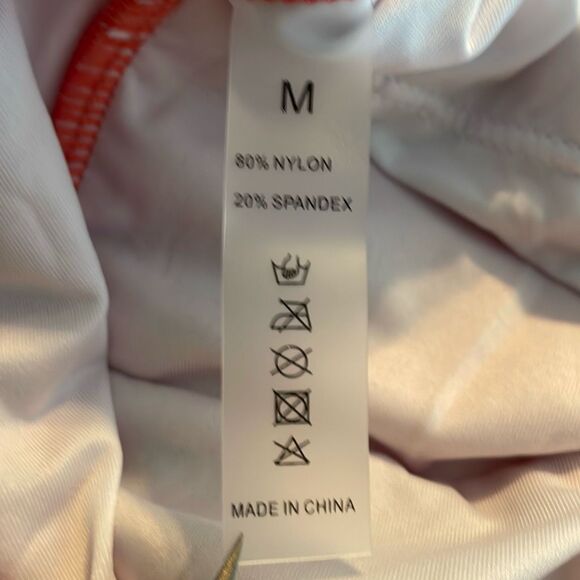 M
80% NYLON
20% SPANDEX
MADE IN CHINA